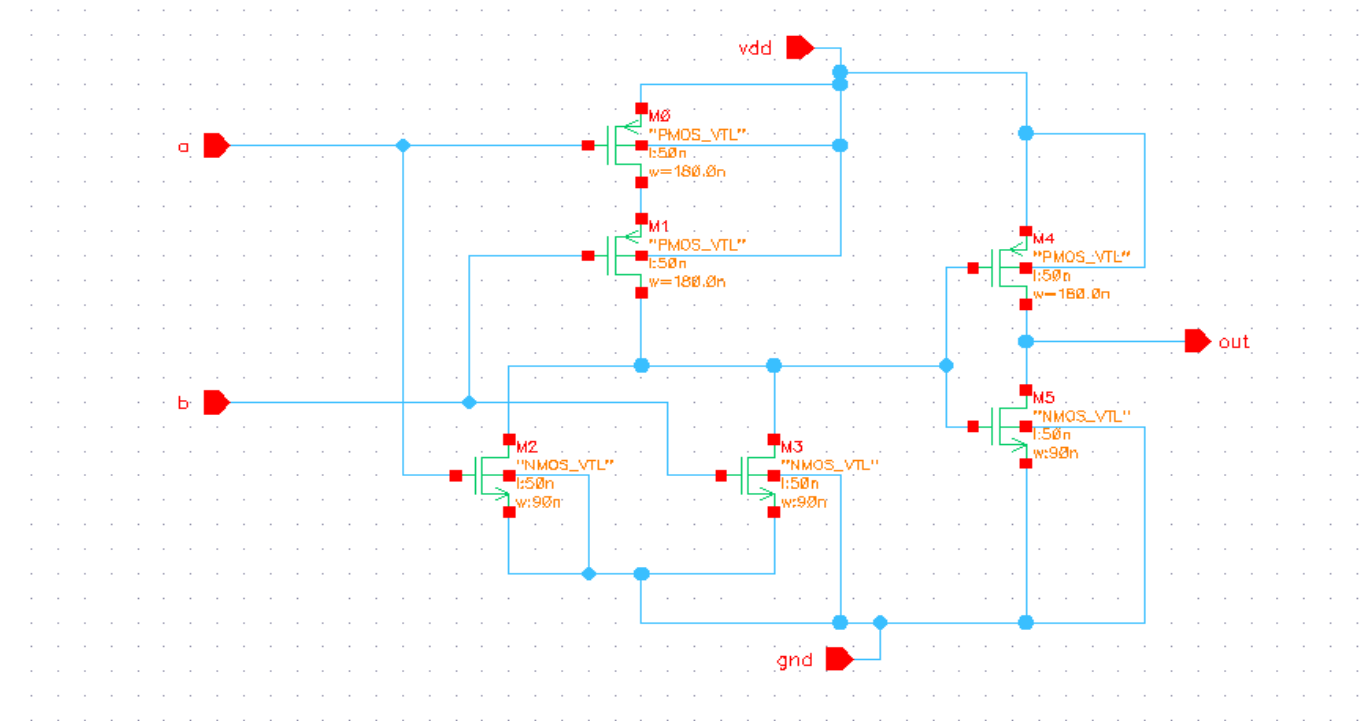 vdd
M0
"PMOS_VTL"
l:50n
w=180.0n
a
M1
"PMOS_VTL"
l:50n
w=180.0n
M4
"PMOS_VTL"
l:50n
w=180.0n
out
b
M5
"NMOS_VTL"
l:50n
w:90n
M2
"NMOS_VTL"
l:50n
w:90n
M3
"NMOS_VTL"
l:50n
w:90n
gnd